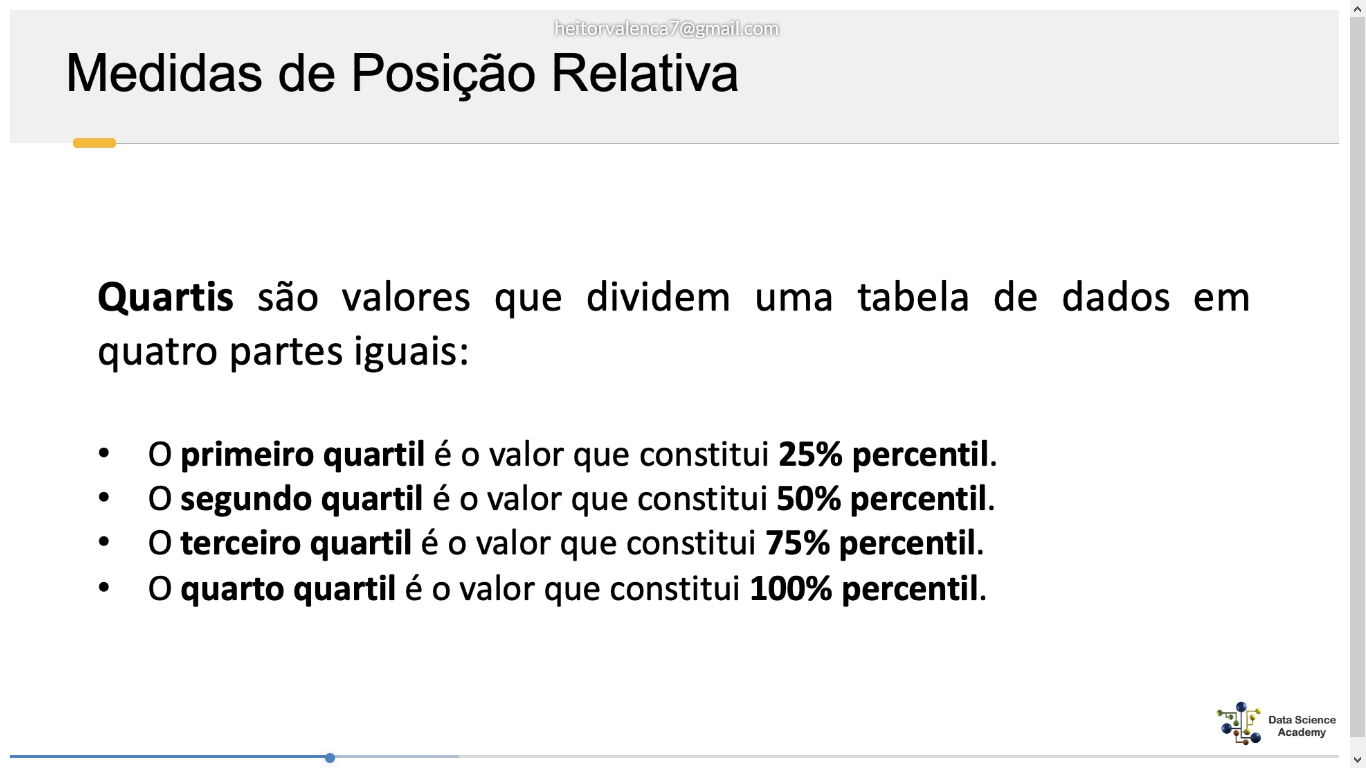 heitorvalenca7@gmail.com
Medidas de Posição Relativa
Quartis são valores que dividem uma tabela de dados em
quatro partes iguais:
• O primeiro quartil é o valor que constitui 25% percentil.
• O segundo quartil é o valor que constitui 50% percentil.
• O terceiro quartil é o valor que constitui 75% percentil.
• O quarto quartil é o valor que constitui 100% percentil.
Data Science
Academy